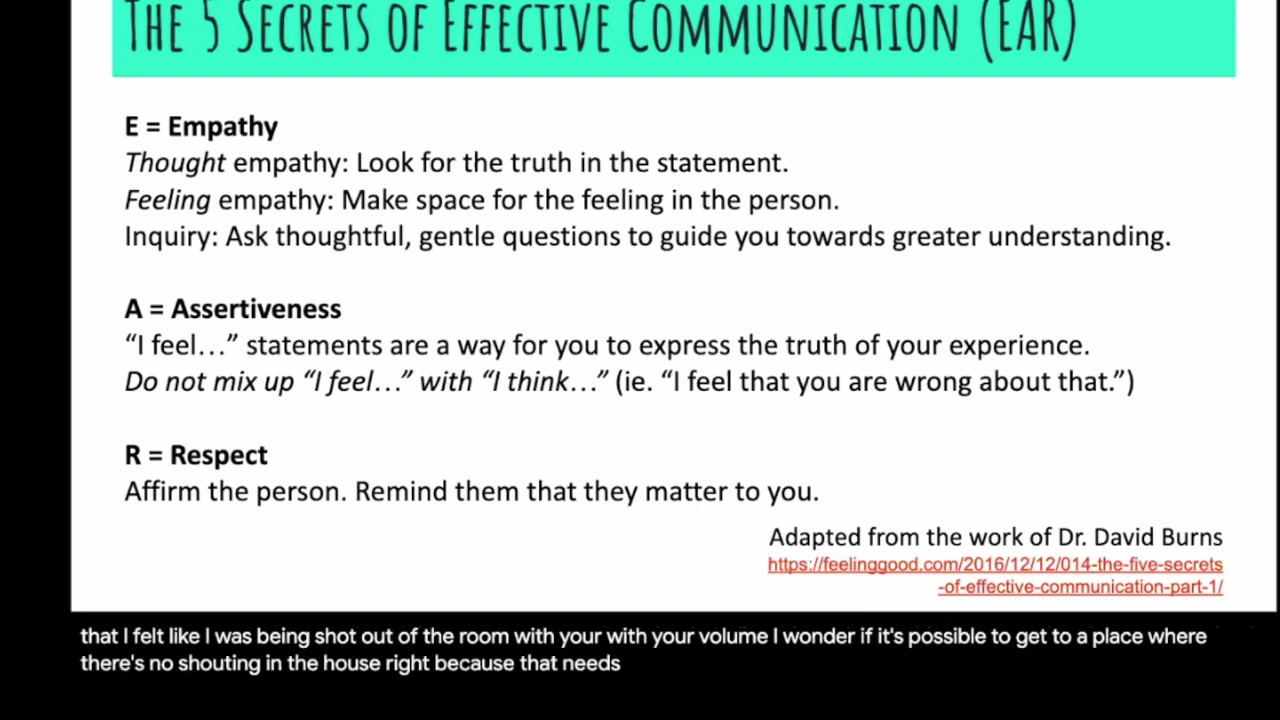 THE 5 SECRETS OF EFFECTIVE COMMUNICATION (EAR)
E = Empathy
Thought empathy: Look for the truth in the statement.
Feeling empathy: Make space for the feeling in the person.
Inquiry: Ask thoughtful, gentle questions to guide you towards greater understanding.
A = Assertiveness
“I feel…” statements are a way for you to express the truth of your experience.
Do not mix up “I feel…” with “I think…” (ie. “I feel that you are wrong about that.”)
R = Respect
Affirm the person. Remind them that they matter to you.
Adapted from the work of Dr. David Burns
https://feelinggood.com/2016/12/12/014-the-five-secrets
-of-effective-communication-part-1/
that I felt like I was being shot out of the room with your with your volume I wonder if it's possible to get to a place where
there's no shouting in the house right because that needs